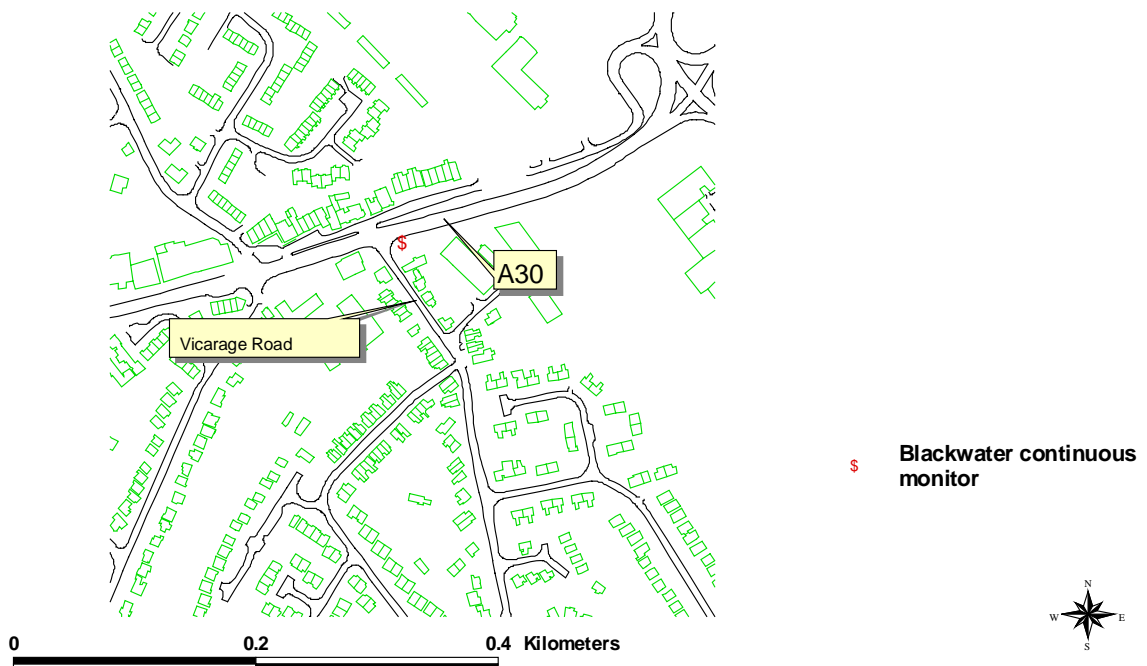 $
A30
Vicarage Road
$ Blackwater continuous
monitor
N
W E
S
0 0.2 0.4 Kilometers